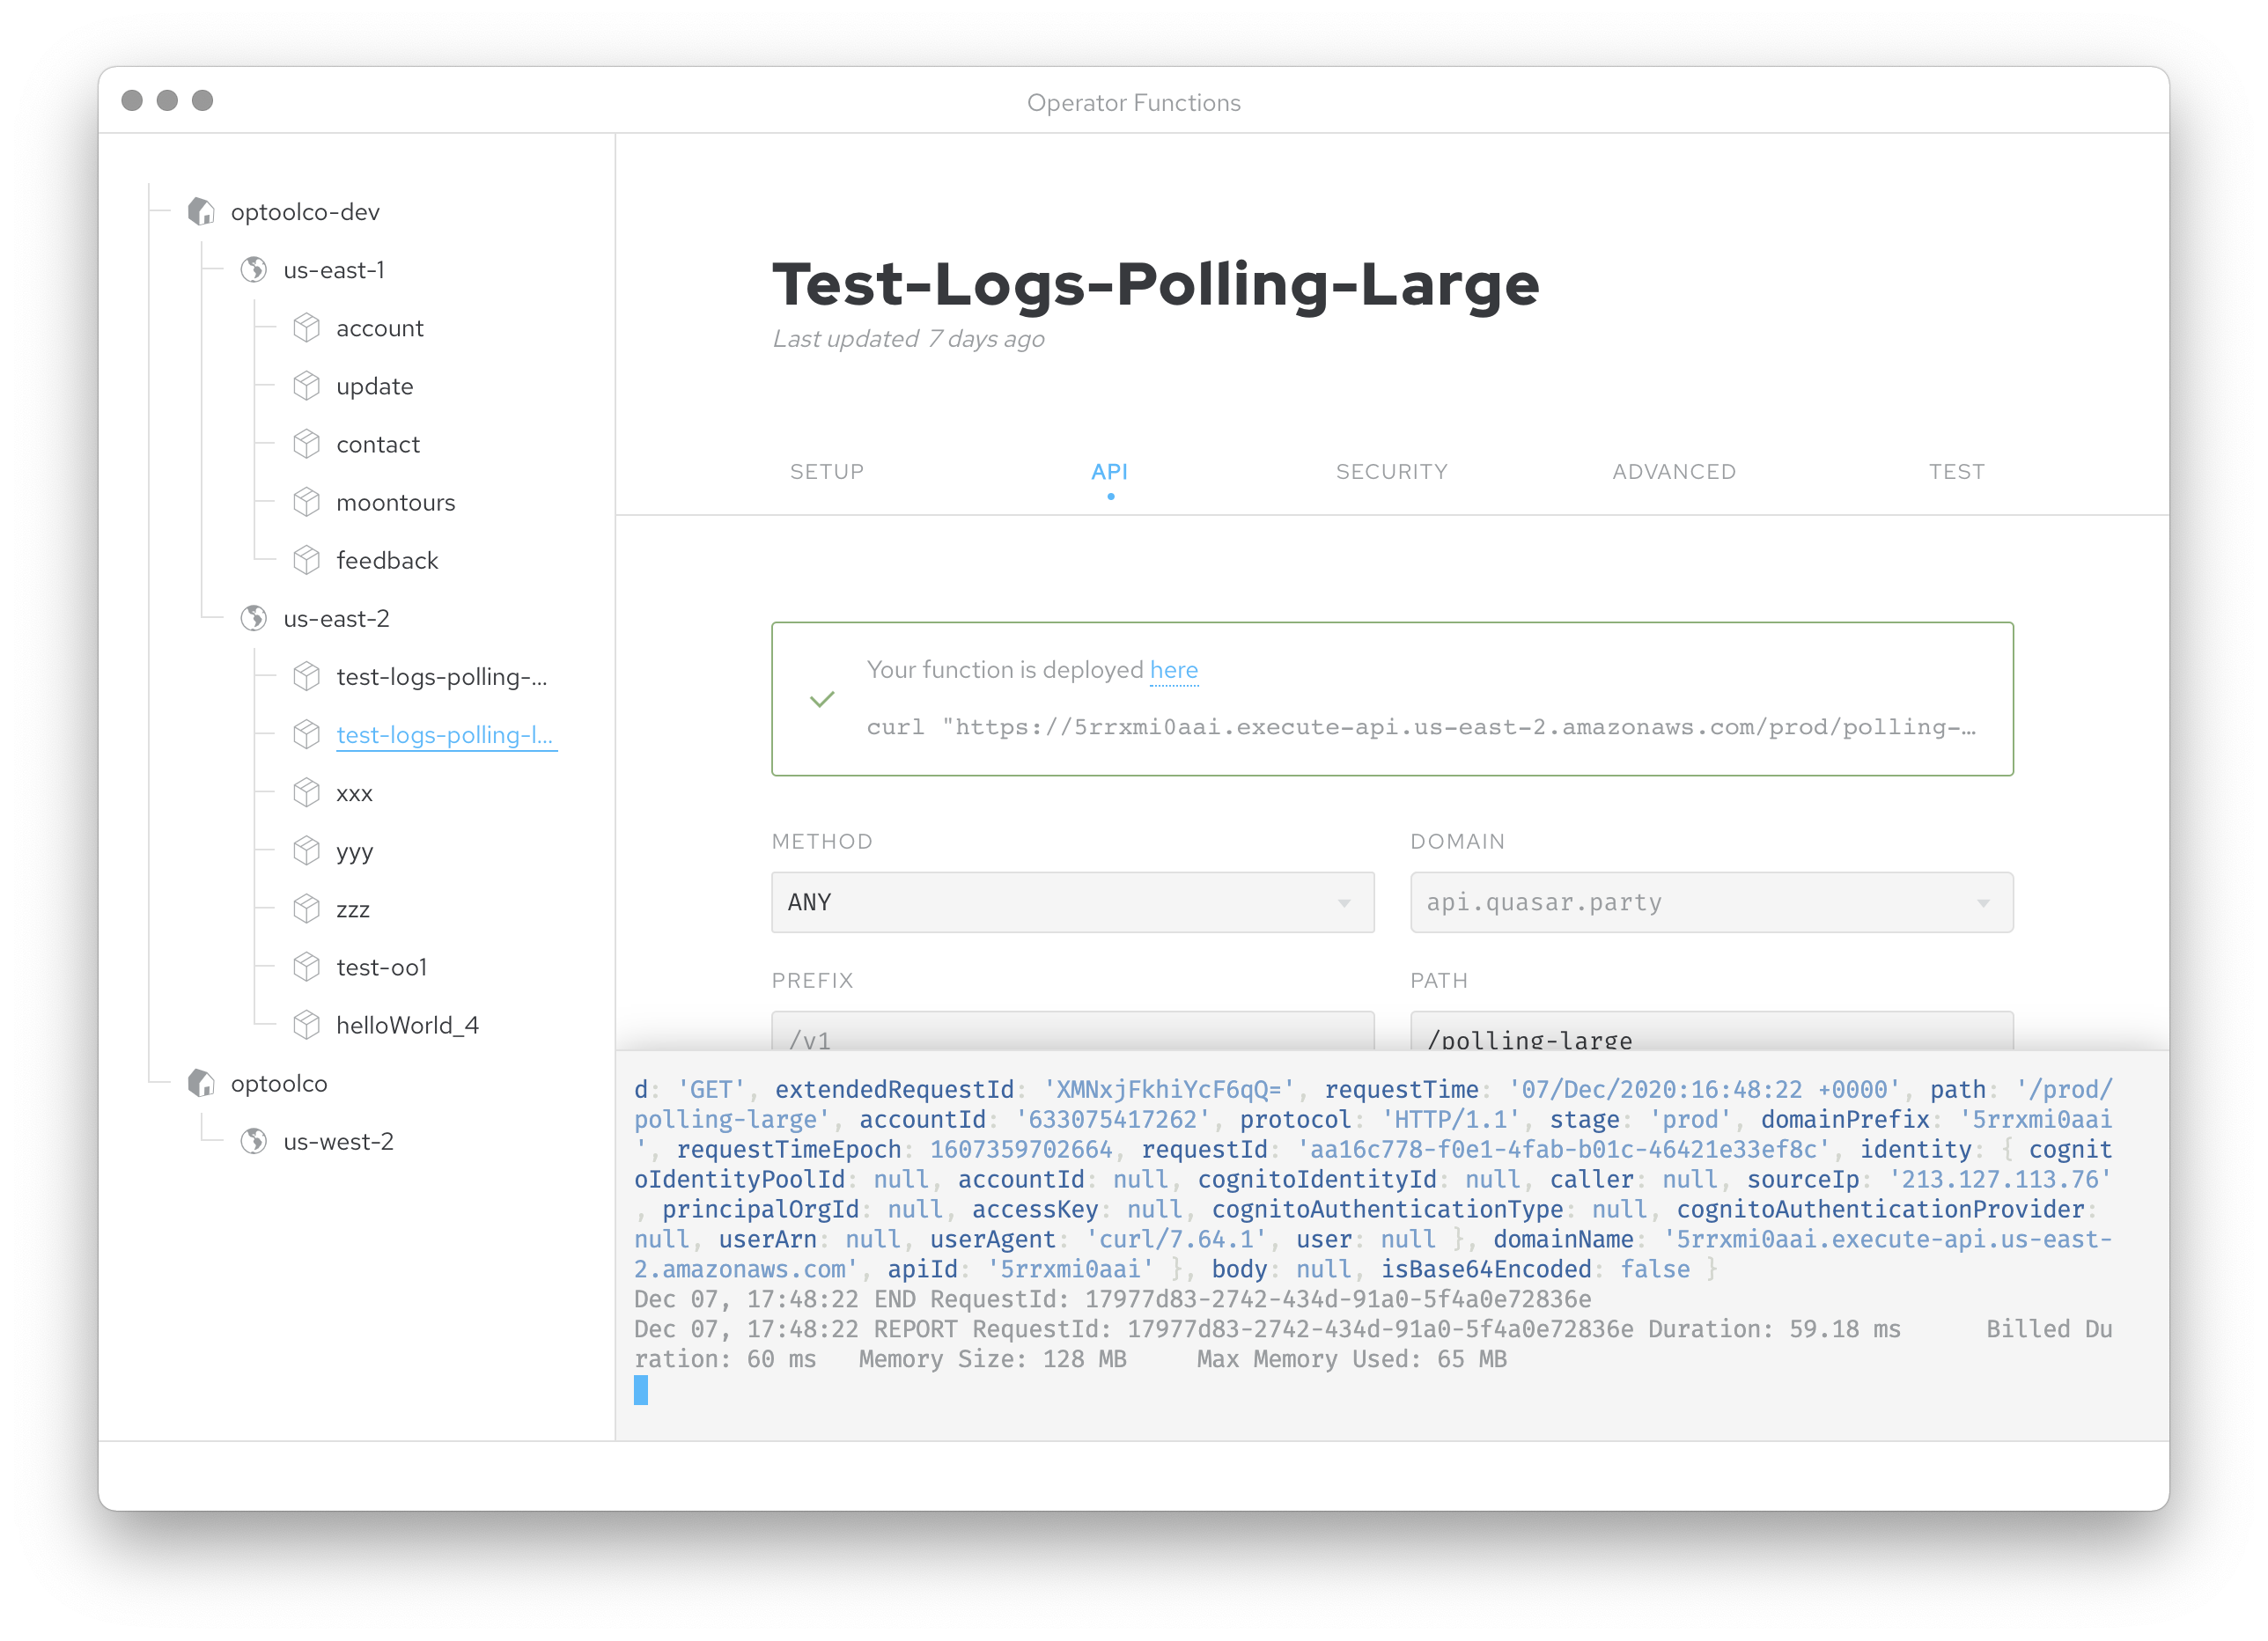 Operator Functions
optoolco-dev
us-east-1
account
update
contact
moontours
feedback
us-east-2
test-logs-polling-...
test-logs-polling-l...
xxx
yyy
zzz
test-oo1
helloWorld_4
optoolco
us-west-2
Test-Logs-Polling-Large
Last updated 7 days ago
SETUP
API
SECURITY
ADVANCED
TEST
Your function is deployed here
curl "https://5rrxmi0aai.execute-api.us-east-2.amazonaws.com/prod/polling-…
METHOD
DOMAIN
ANY
api.quasar.party
PREFIX
PATH
/v1
/polling-large
d: 'GET', extendedRequestId: 'XMNxjFkhiYcF6qQ=', requestTime: '07/Dec/2020:16:48:22 +0000', path: '/prod/
polling-large', accountId: '633075417262', protocol: 'HTTP/1.1', stage: 'prod', domainPrefix: '5rrxmi0aai
', requestTimeEpoch: 1607359702664, requestId: 'aa16c778-f0e1-4fab-b01c-46421e33ef8c', identity: { cognit
oIdentityPoolId: null, accountId: null, cognitoIdentityId: null, caller: null, sourceIp: '213.127.113.76'
, principalOrgId: null, accessKey: null, cognitoAuthenticationType: null, cognitoAuthenticationProvider:
null, userArn: null, userAgent: 'curl/7.64.1', user: null }, domainName: '5rrxmi0aai.execute-api.us-east-
2.amazonaws.com', apiId: '5rrxmi0aai' }, body: null, isBase64Encoded: false }
Dec 07, 17:48:22 END RequestId: 17977d83-2742-434d-91a0-5f4a0e72836e
Dec 07, 17:48:22 REPORT RequestId: 17977d83-2742-434d-91a0-5f4a0e72836e Duration: 59.18 ms Billed Du
ration: 60 ms Memory Size: 128 MB Max Memory Used: 65 MB